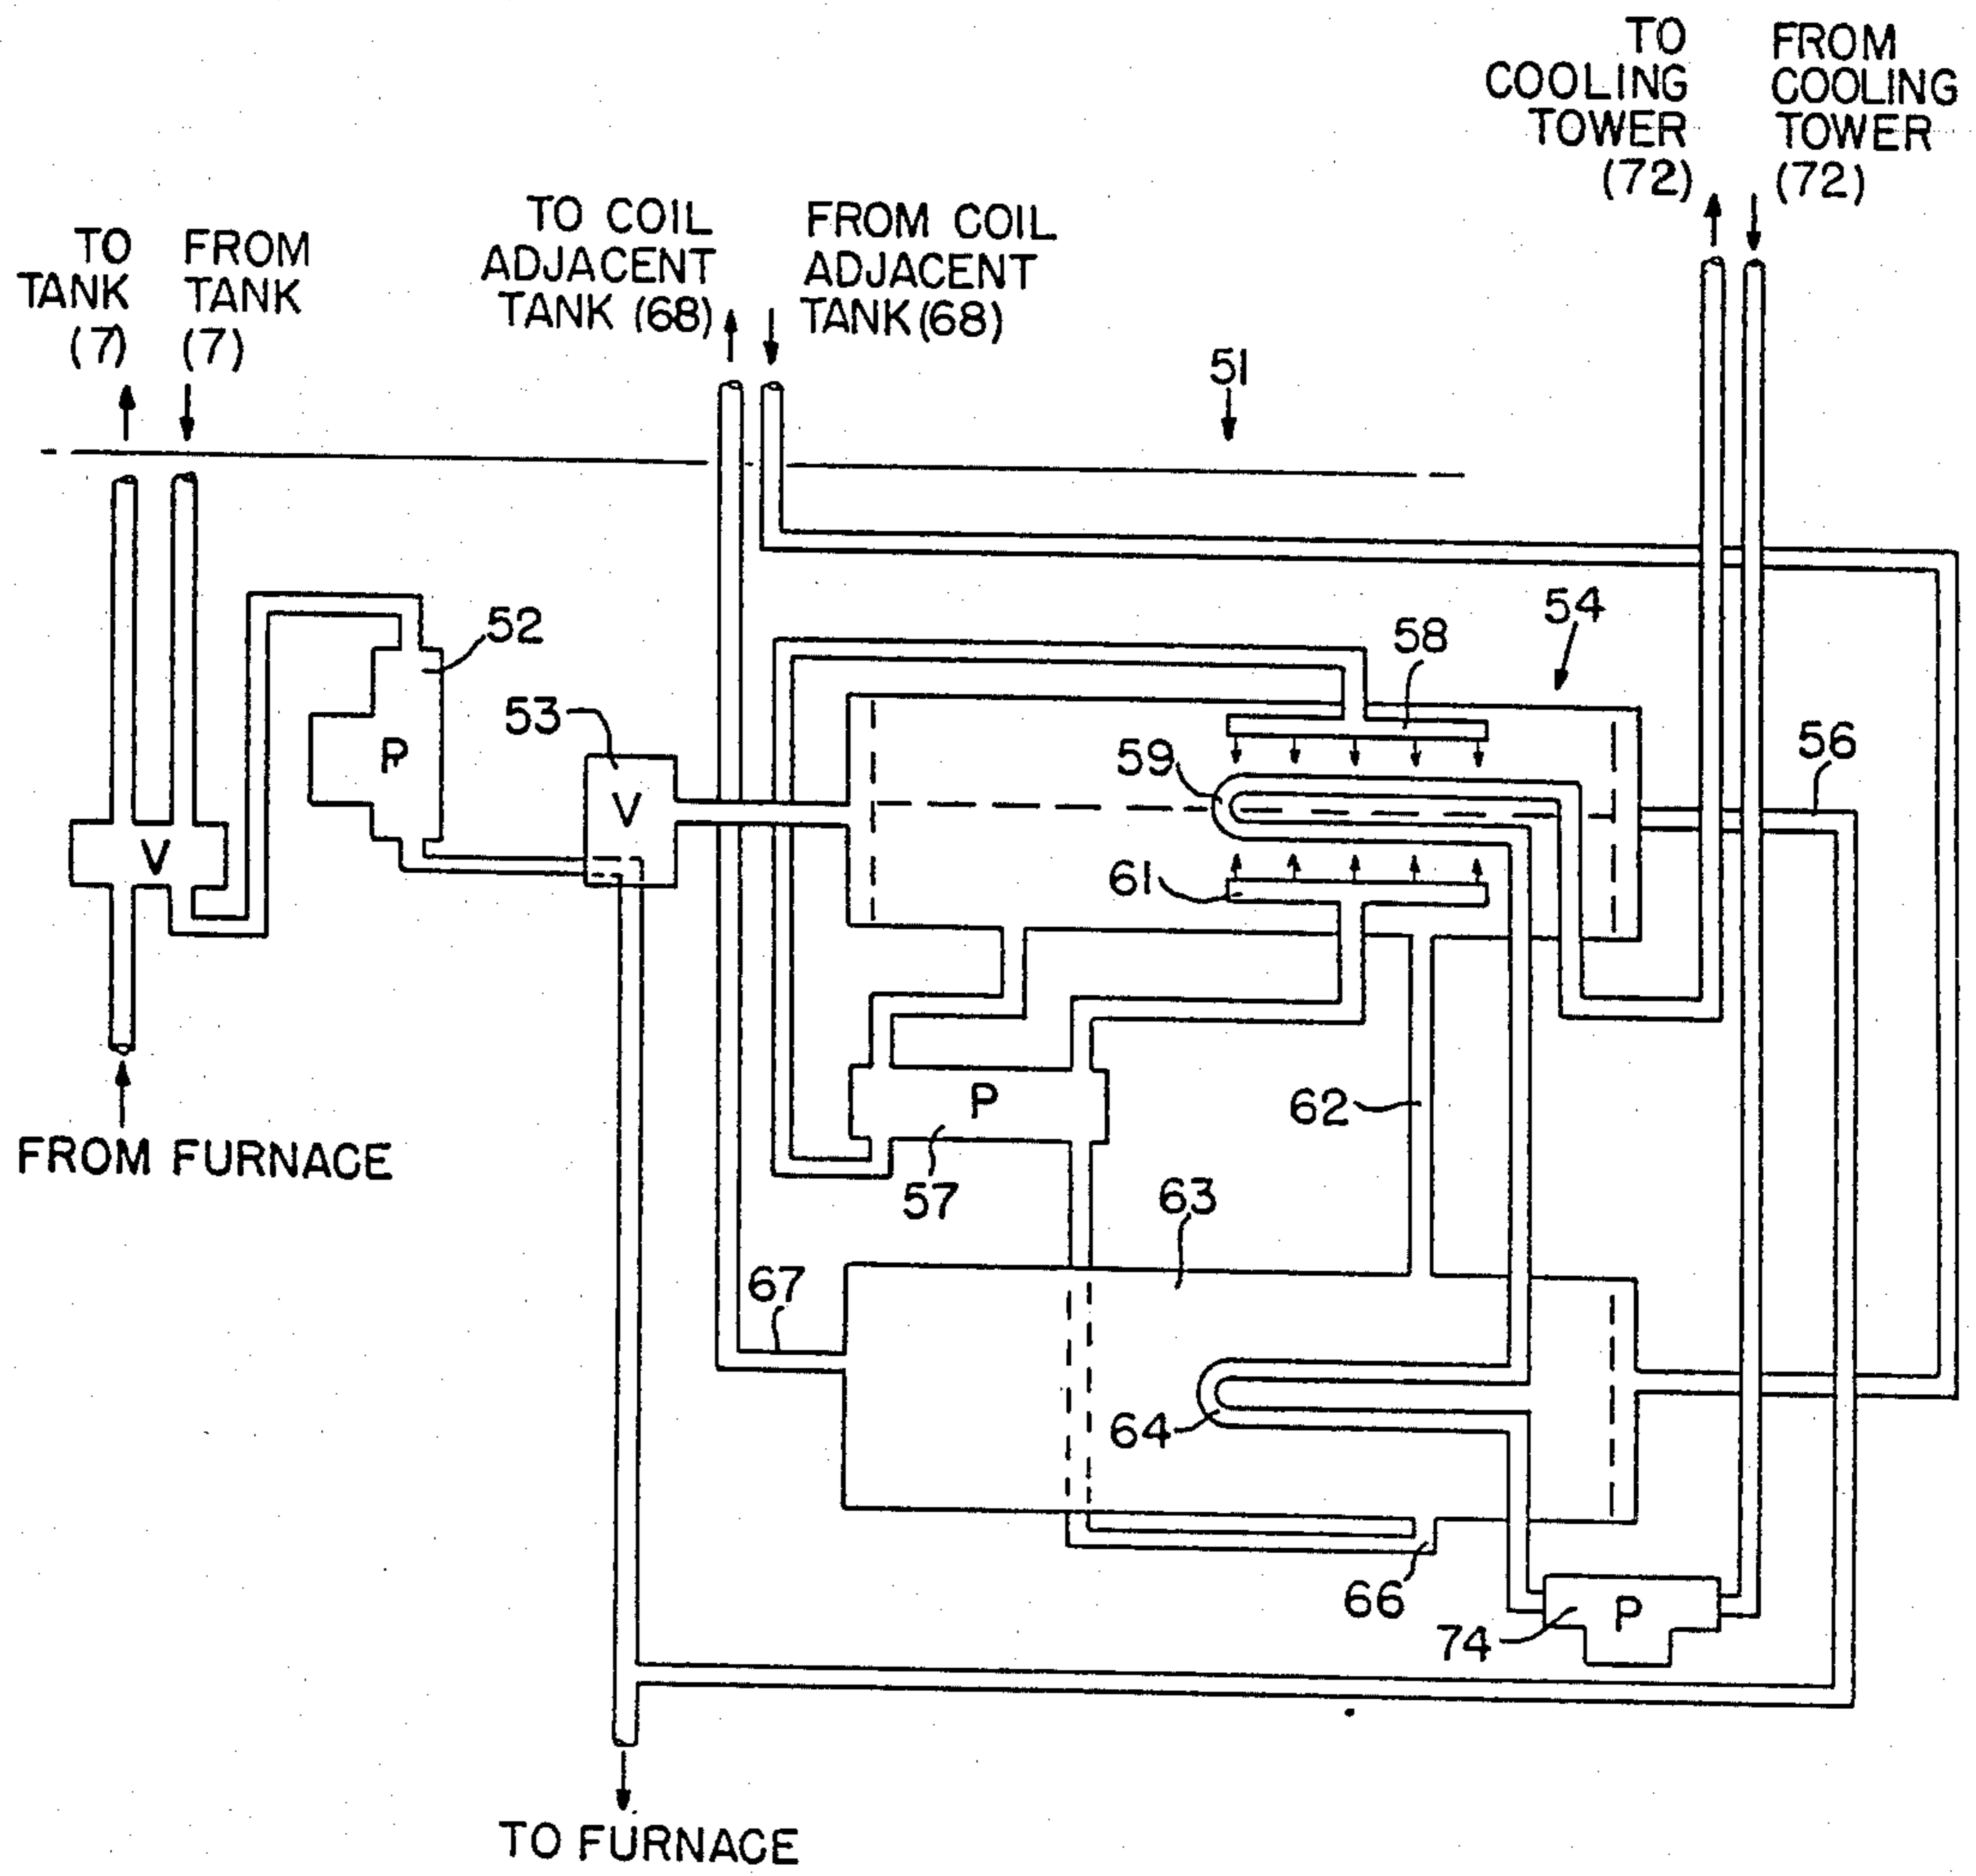 TO
COOLING
TOWER
(72)
FROM
COOLING
TOWER
(72)
TO COIL
ADJACENT
TANK (68)
FROM COIL
ADJACENT
TANK (68)
TO
TANK
(7)
FROM
TANK
(7)
51
54
52
58
53
56
59
P
V
V
61
62
P
FROM FURNACE
57
63
67
64
66
P
74
TO FURNACE